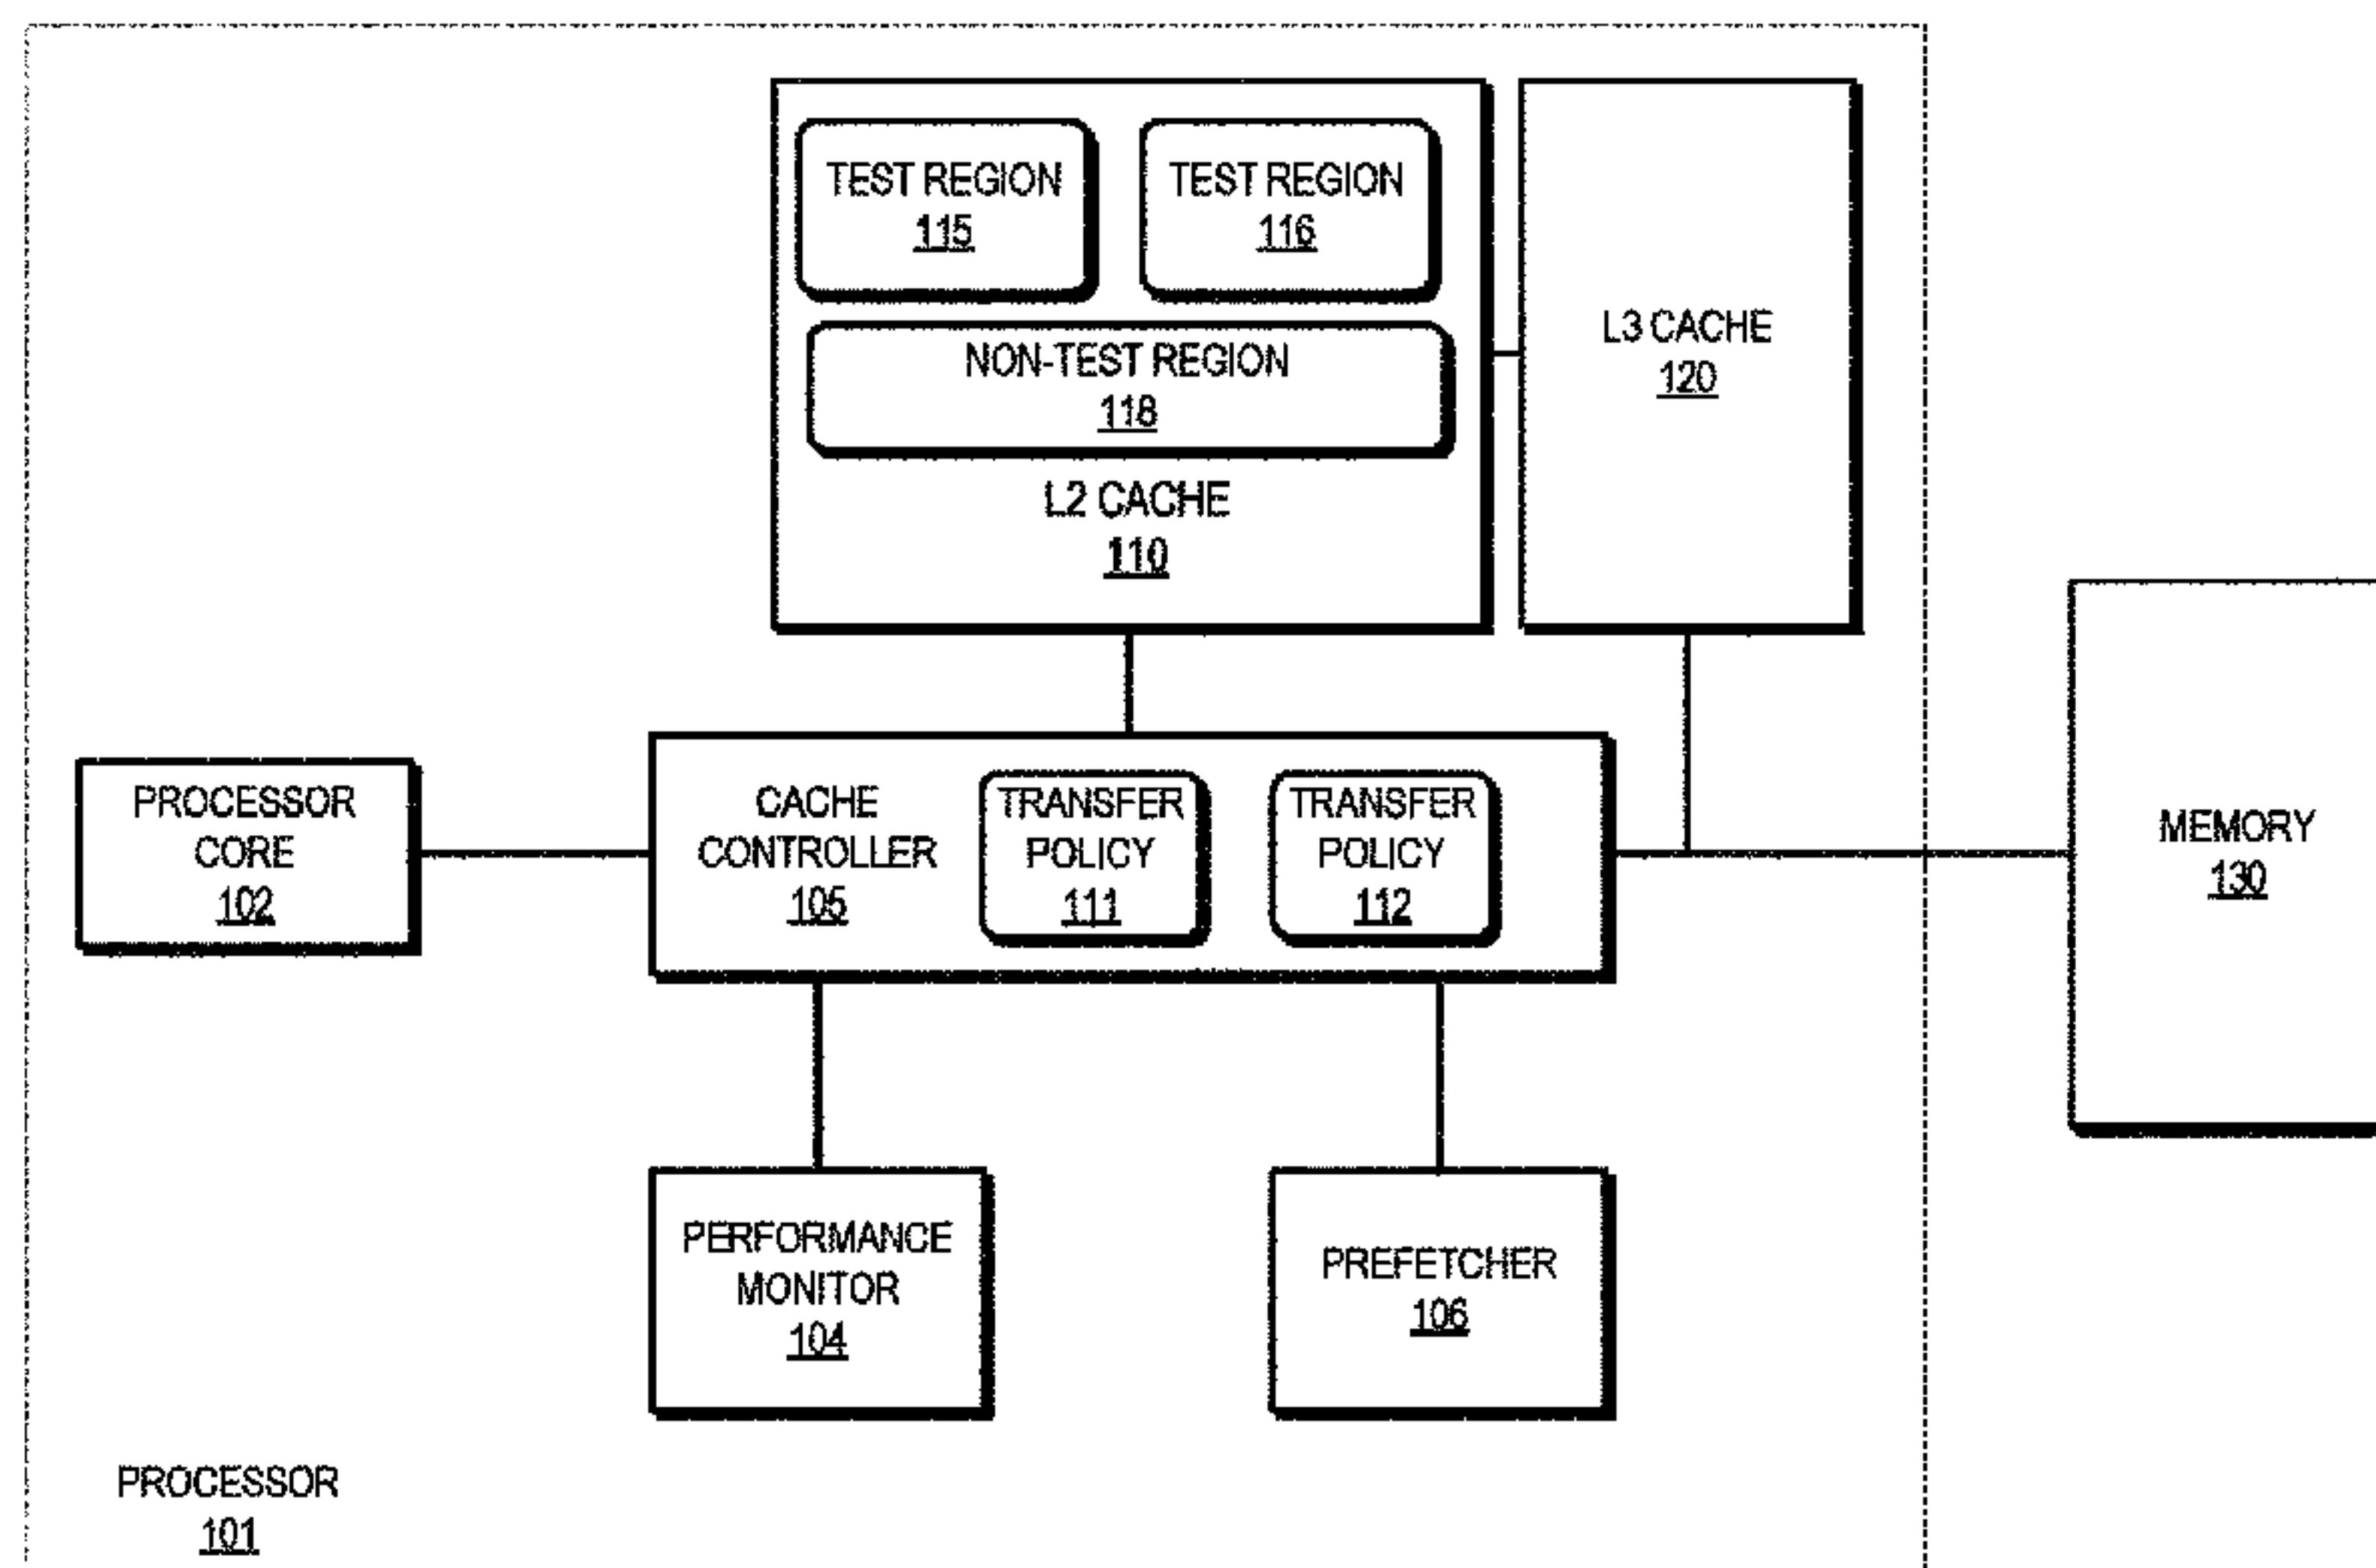 TEST REGION
115
TEST REGION
116
NON-TEST REGION
118
L2 CACHE
110
L3 CACHE
120
PROCESSOR
CORE
102
CACHE
CONTROLLER
105
TRANSFER
POLICY
111
TRANSFER
POLICY
112
MEMORY
130
PERFORMANCE
MONITOR
104
PREFETCHER
106
PROCESSOR
101